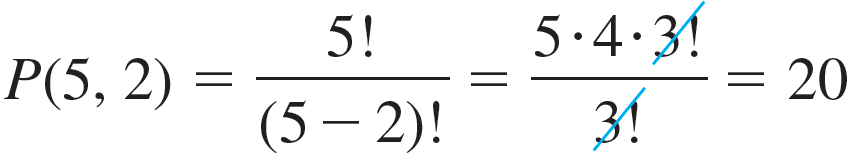 P(5, 2) = 5! / (5 − 2)! = 5 · 4 · 3! / 3! = 20